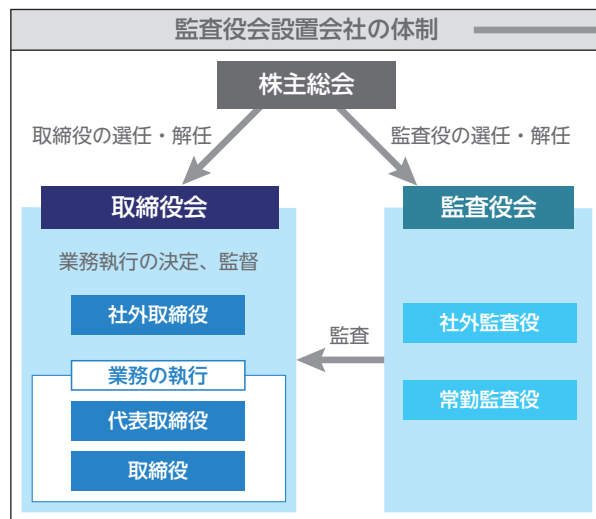 監査役会設置会社の体制
株主総会
取締役の選任・解任
監査役の選任・解任
取締役会
業務執行の決定、監督
社外取締役
業務の執行
代表取締役
取締役
監査
監査役会
社外監査役
常勤監査役